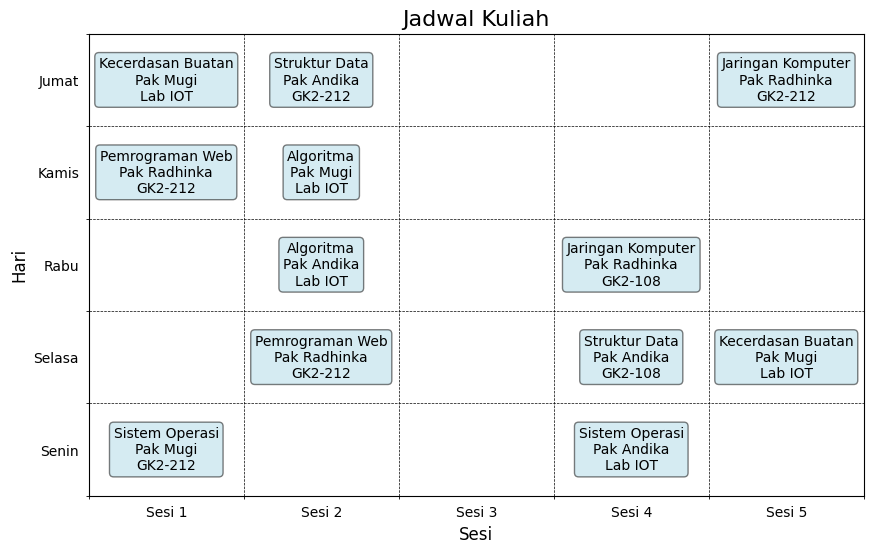 Jadwal Kuliah
Jumat
Kecerdasan Buatan
Pak Mugi
Lab IOT
Struktur Data
Pak Andika
GK2-212
Jaringan Komputer
Pak Radhinka
GK2-212
Kamis
Pemrograman Web
Pak Radhinka
GK2-212
Algoritma
Pak Mugi
Lab IOT
Hari
Rabu
Algoritma
Pak Andika
Lab IOT
Jaringan Komputer
Pak Radhinka
GK2-108
Selasa
Pemrograman Web
Pak Radhinka
GK2-212
Struktur Data
Pak Andika
GK2-108
Kecerdasan Buatan
Pak Mugi
Lab IOT
Senin
Sistem Operasi
Pak Mugi
GK2-212
Sistem Operasi
Pak Andika
Lab IOT
Sesi 1
Sesi 2
Sesi 3
Sesi 4
Sesi 5
Sesi